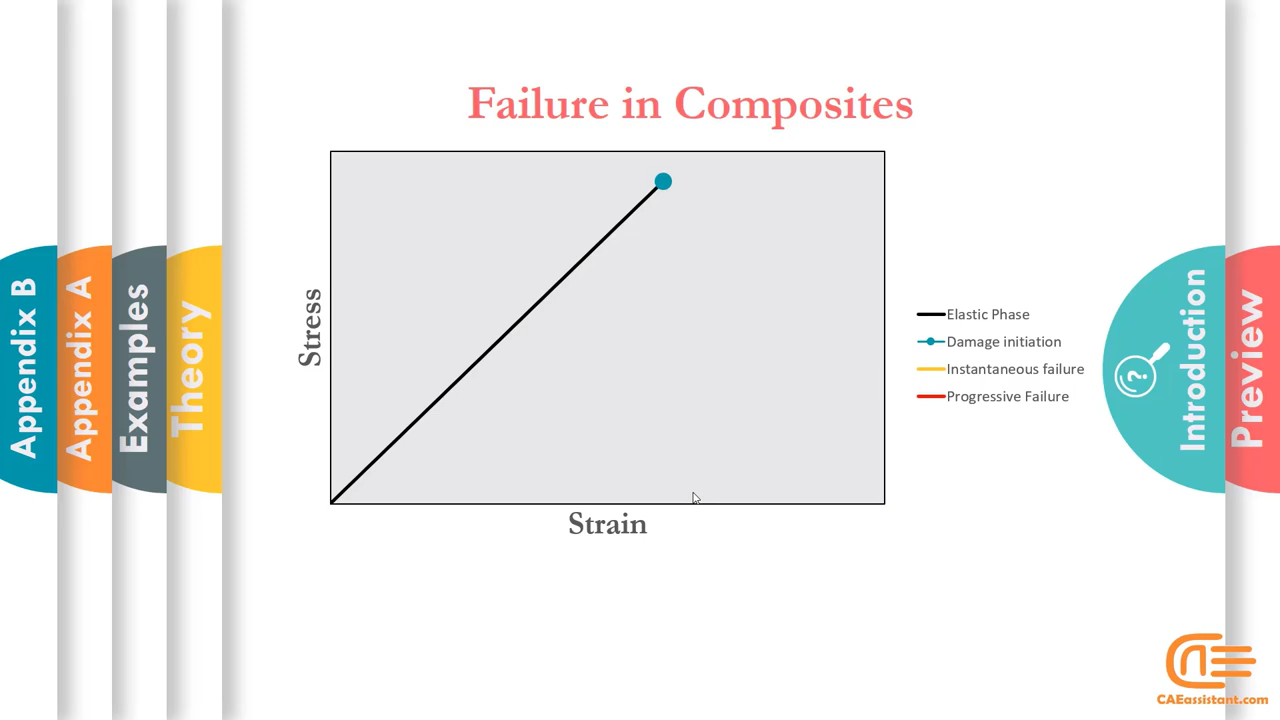 Failure in Composites
Appendix B
Appendix A
Examples
Theory
Stress
Strain
Elastic Phase
Damage initiation
Instantaneous failure
Progressive Failure
?
Introduction
Preview
CAEassistant.com